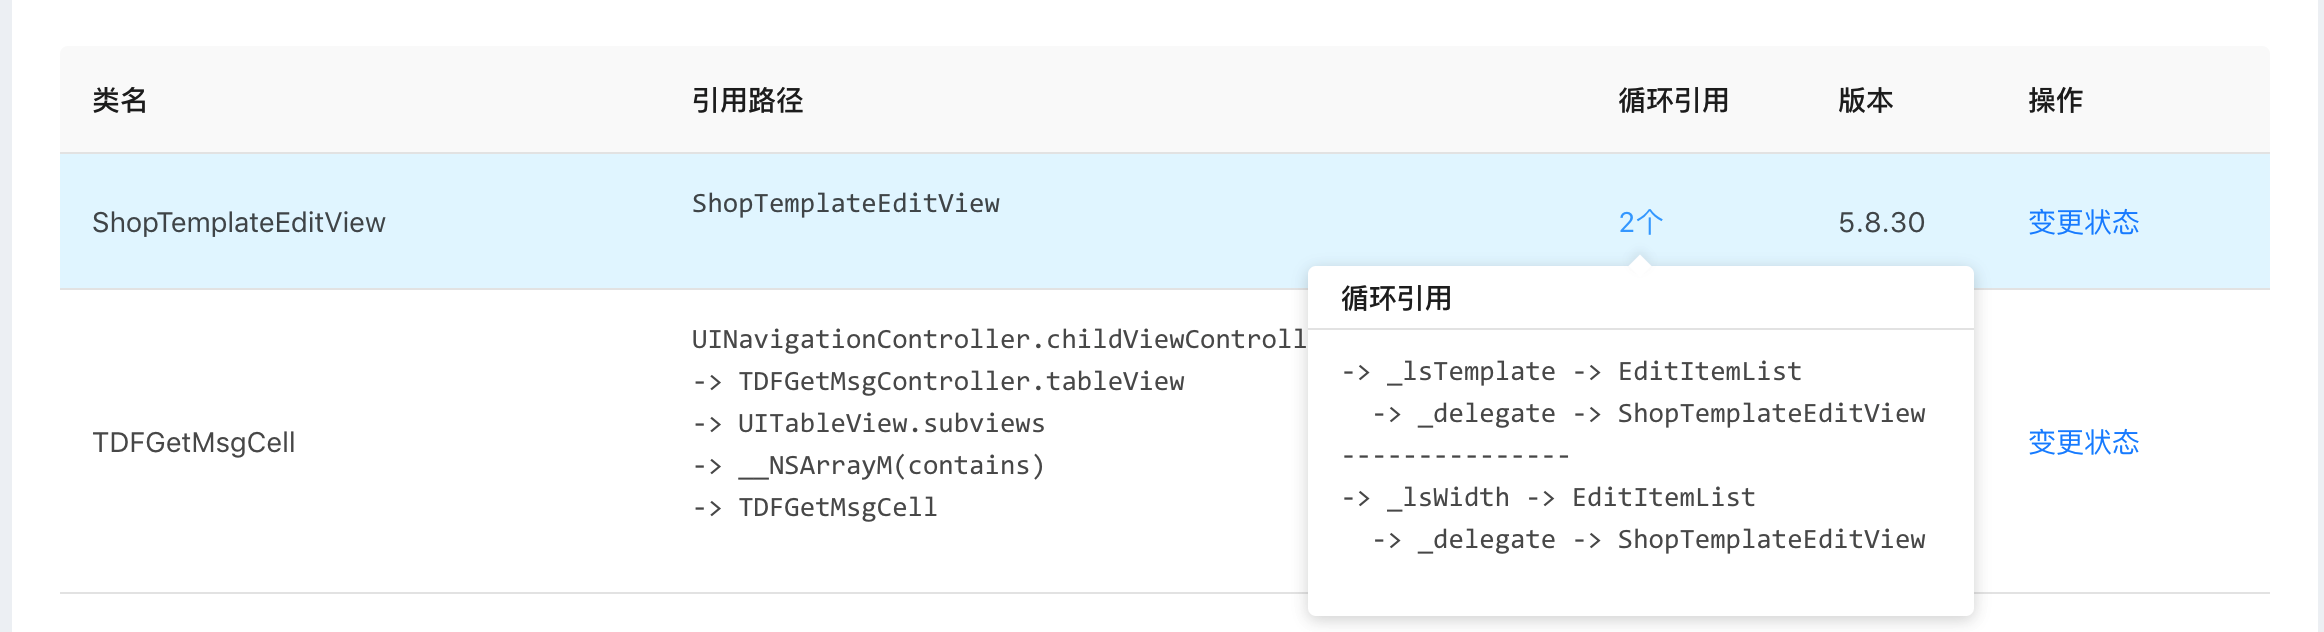 类名 引用路径 循环引用 版本 操作
ShopTemplateEditView ShopTemplateEditView 2个 5.8.30 变更状态
TDFGetMsgCell
UINavigationController.childViewControll
-> TDFGetMsgController.tableView
-> UITableView.subviews
-> __NSArrayM(contains)
-> TDFGetMsgCell
变更状态
循环引用
-> _lsTemplate -> EditItemList
-> _delegate -> ShopTemplateEditView
---------------
-> _lsWidth -> EditItemList
-> _delegate -> ShopTemplateEditView